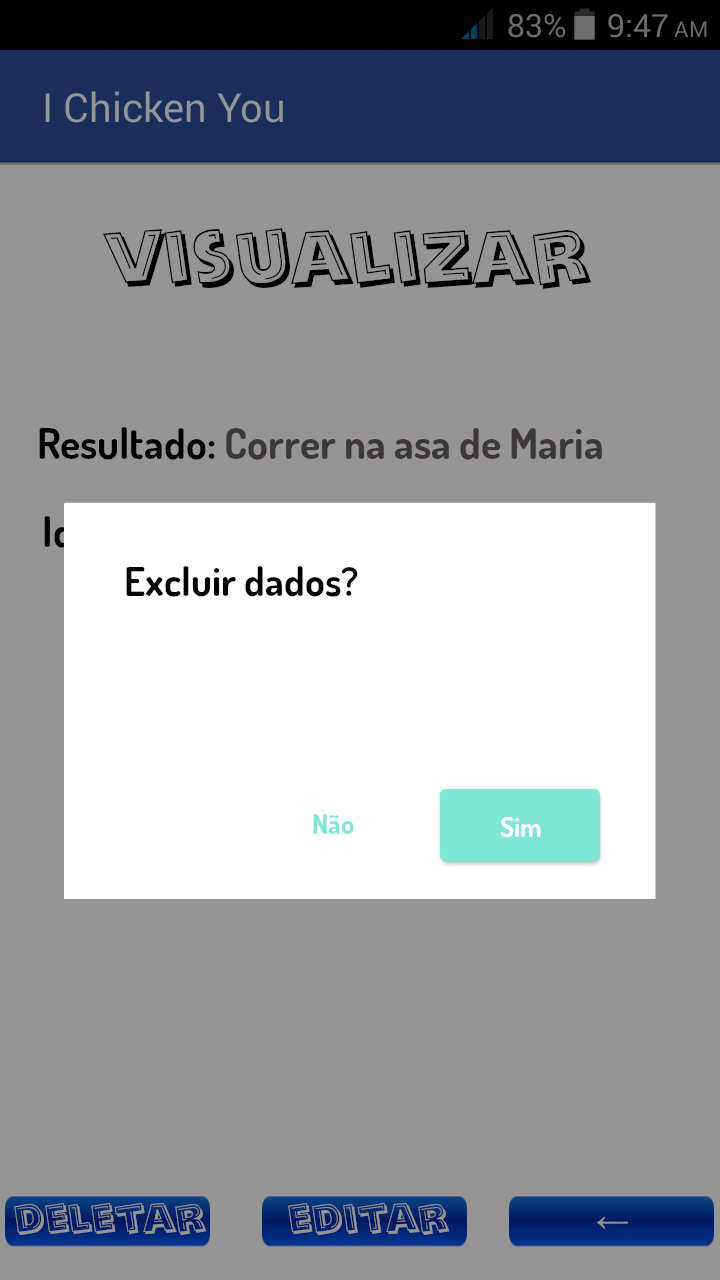 83% 9:47 AM
I Chicken You
VISUALIZAR
Resultado: Correr na asa de Maria
Excluir dados?
Não Sim
DELETAR EDITAR ←